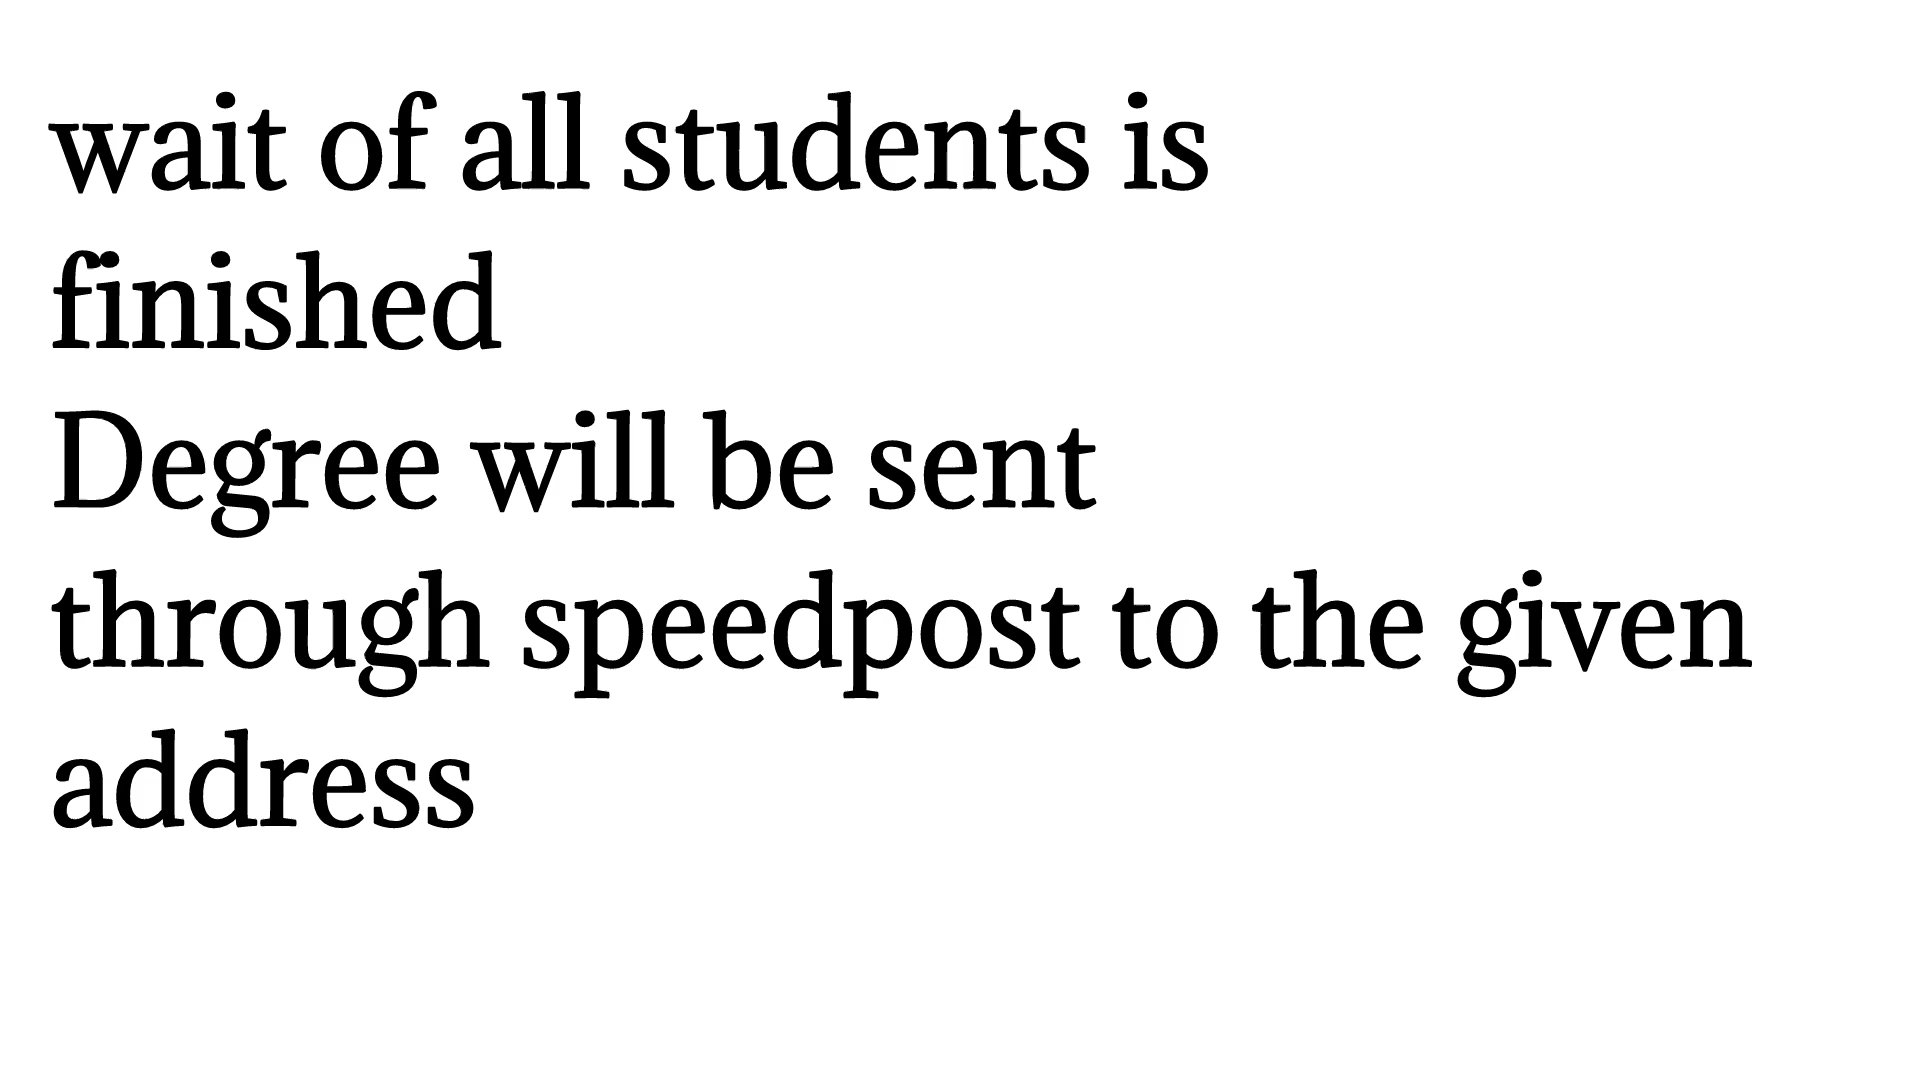 wait of all students is
finished
Degree will be sent
through speedpost to the given
address